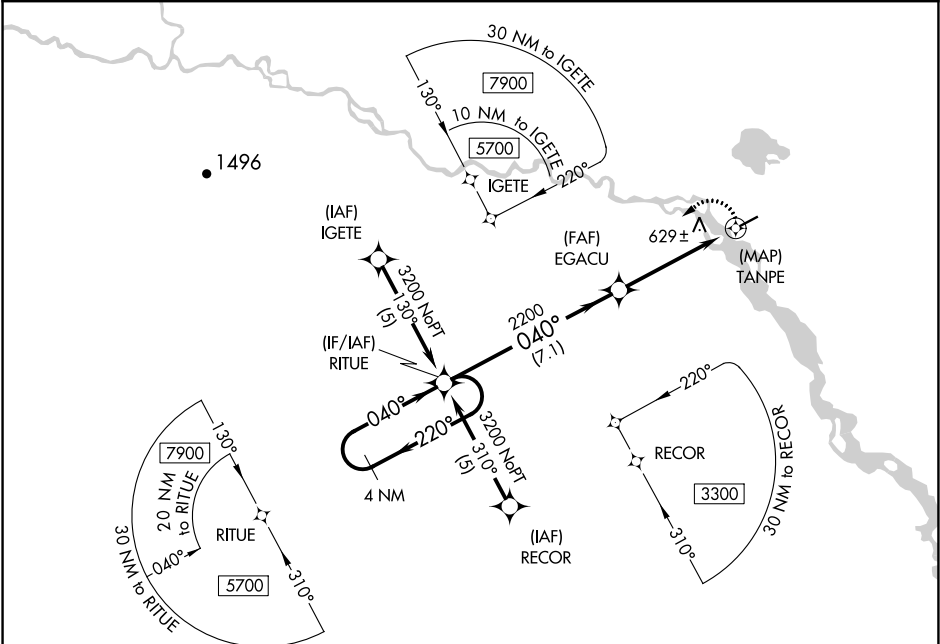 30 NM to IGETE
7900
130°
10 NM to IGETE
5700
220°
IGETE
1496
(IAF)
IGETE
3200 NoPT
130°
(5)
(FAF)
EGACU
629±
(MAP)
TANPE
2200
040°
(7.1)
(IF/IAF)
RITUE
040°
220°
4 NM
3200 NoPT
310°
(5)
(IAF)
RECOR
220°
RECOR
3300
310°
30 NM to RECOR
130°
7900
20 NM
to RITUE
RITUE
040°
5700
310°
30 NM to RITUE